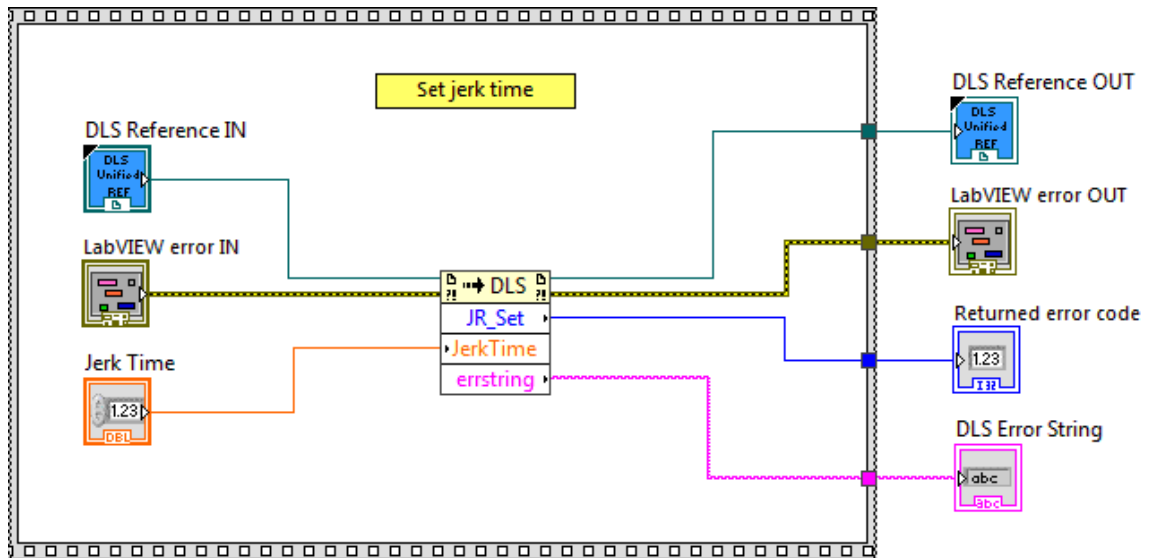 Set jerk time
DLS Reference IN
DLS
Unified
REF
LabVIEW error IN
Jerk Time
1.23
DBL
DLS
JR_Set
JerkTime
errstring
DLS Reference OUT
DLS
Unified
REF
LabVIEW error OUT
Returned error code
1.23
I32
DLS Error String
abc
abc